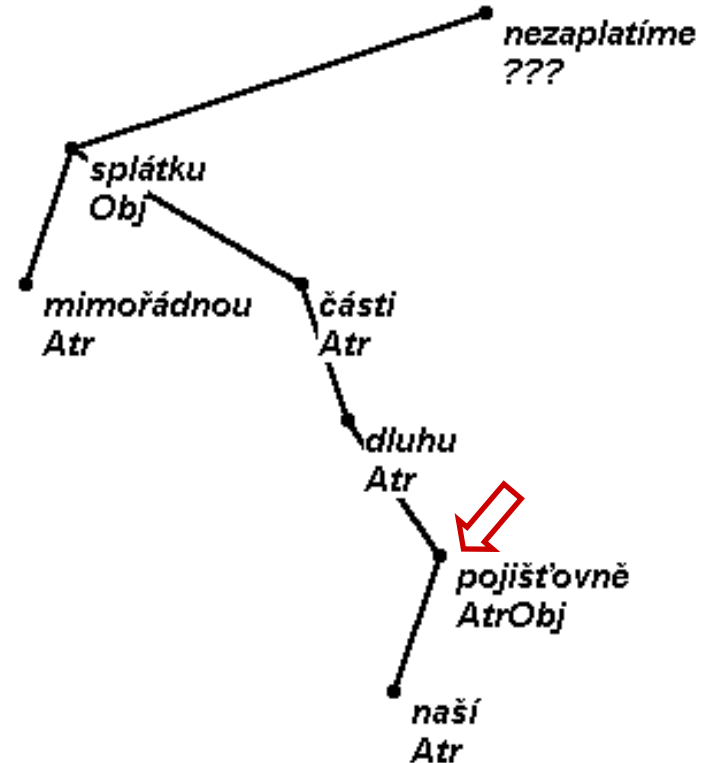 nezaplatíme
???
splátku
Obj
mimořádnou
Atr
části
Atr
dluhu
Atr
pojišťovně
AtrObj
naší
Atr